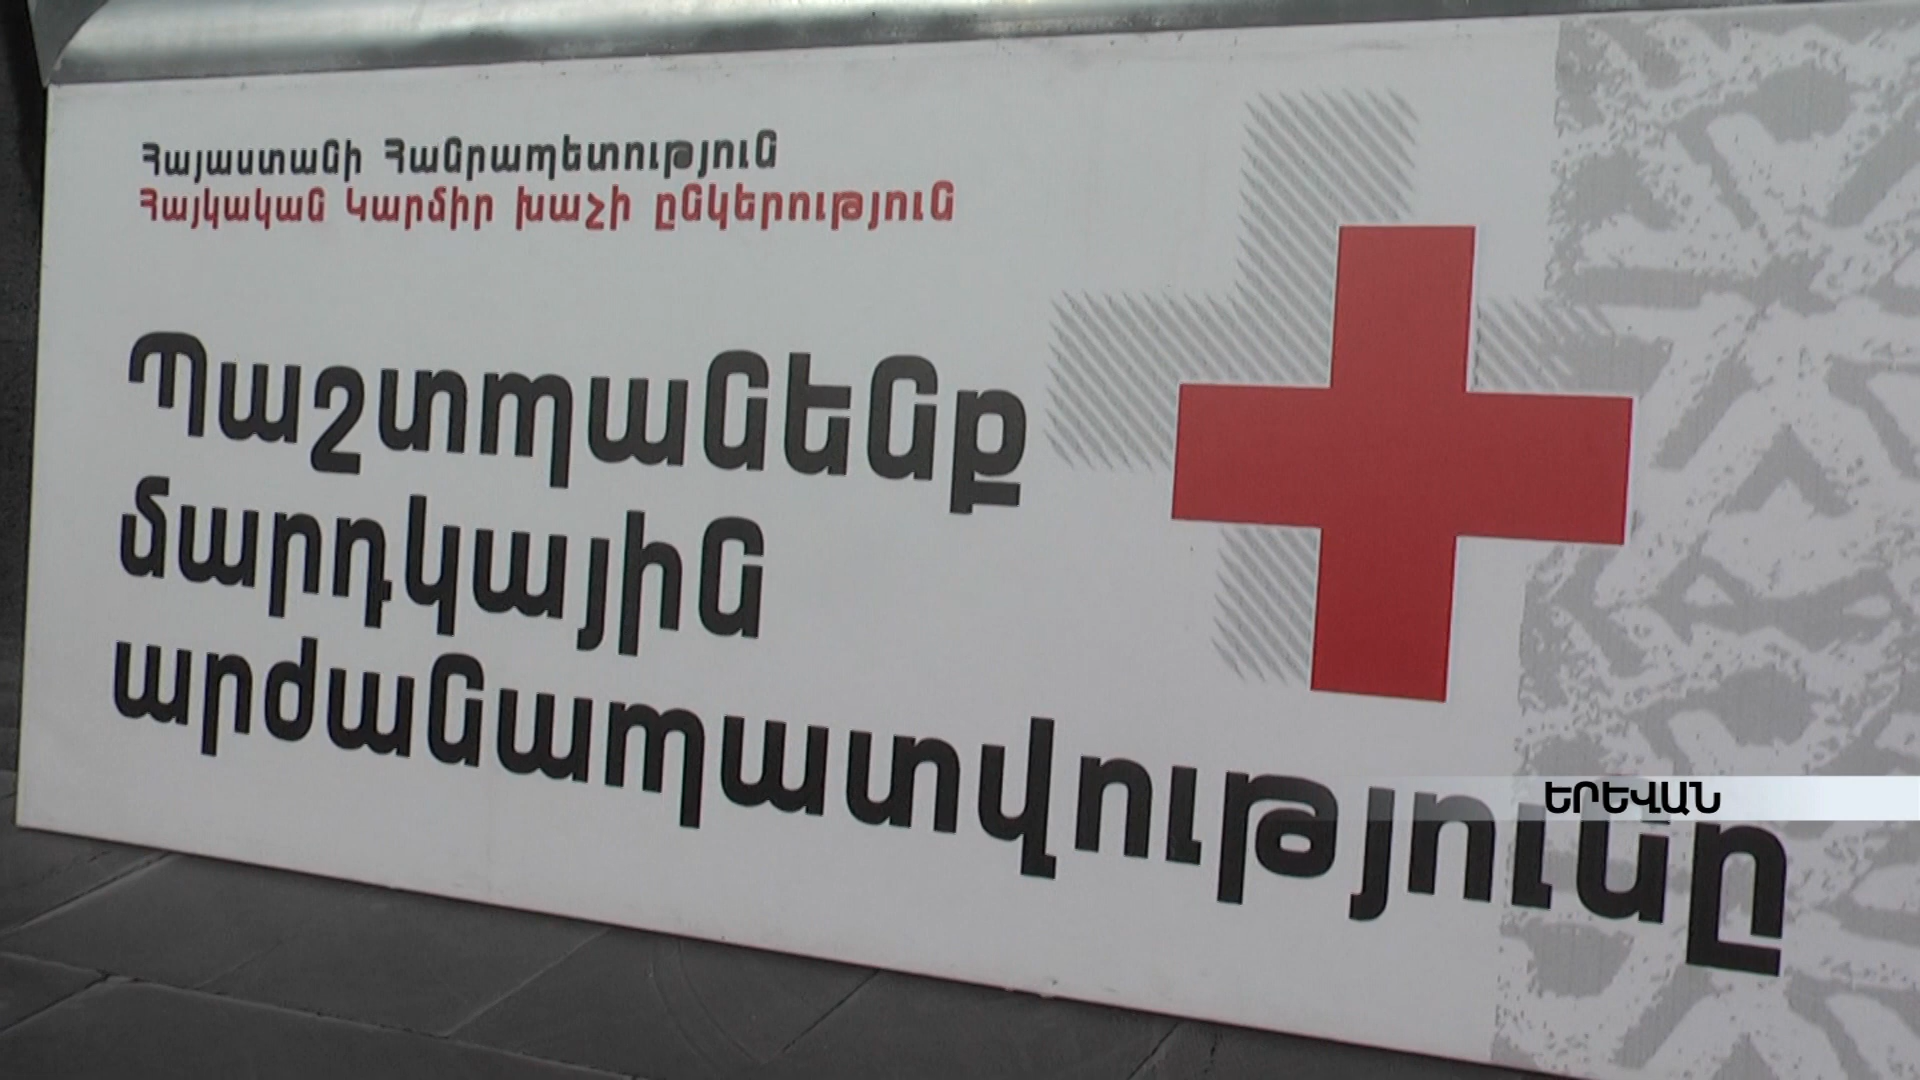 Հայաստանի Հանրապետություն
Հայկական Կարմիր խաչի ընկերություն
Պաշտպանենք
մարդկային
արժանապատվությունը
ԵՐԵՎԱՆ